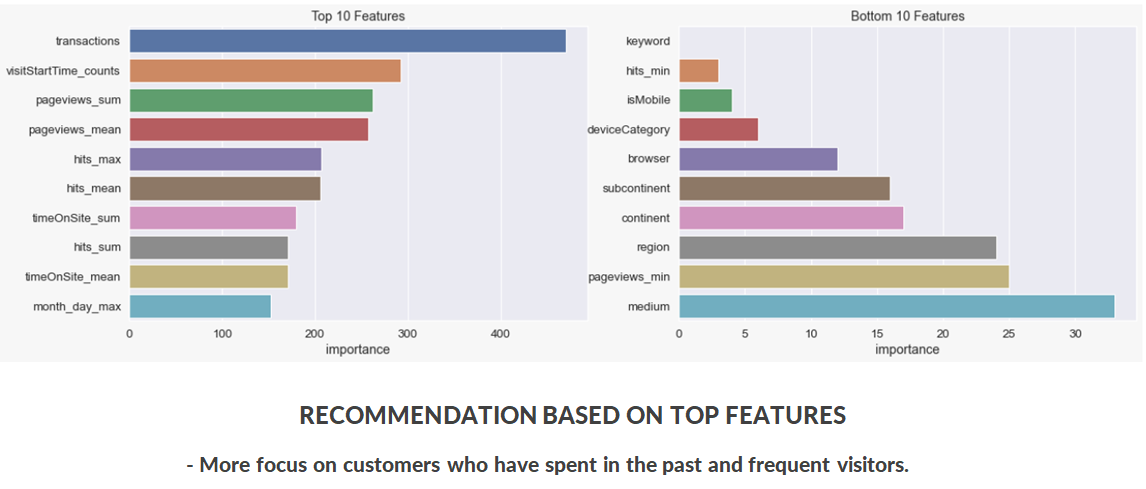 Top 10 Features
transactions
visitStartTime_counts
pageviews_sum
pageviews_mean
hits_max
hits_mean
timeOnSite_sum
hits_sum
timeOnSite_mean
month_day_max
0 100 200 300 400
importance
Bottom 10 Features
keyword
hits_min
isMobile
deviceCategory
browser
subcontinent
continent
region
pageviews_min
medium
0 5 10 15 20 25 30
importance
RECOMMENDATION BASED ON TOP FEATURES
- More focus on customers who have spent in the past and frequent visitors.